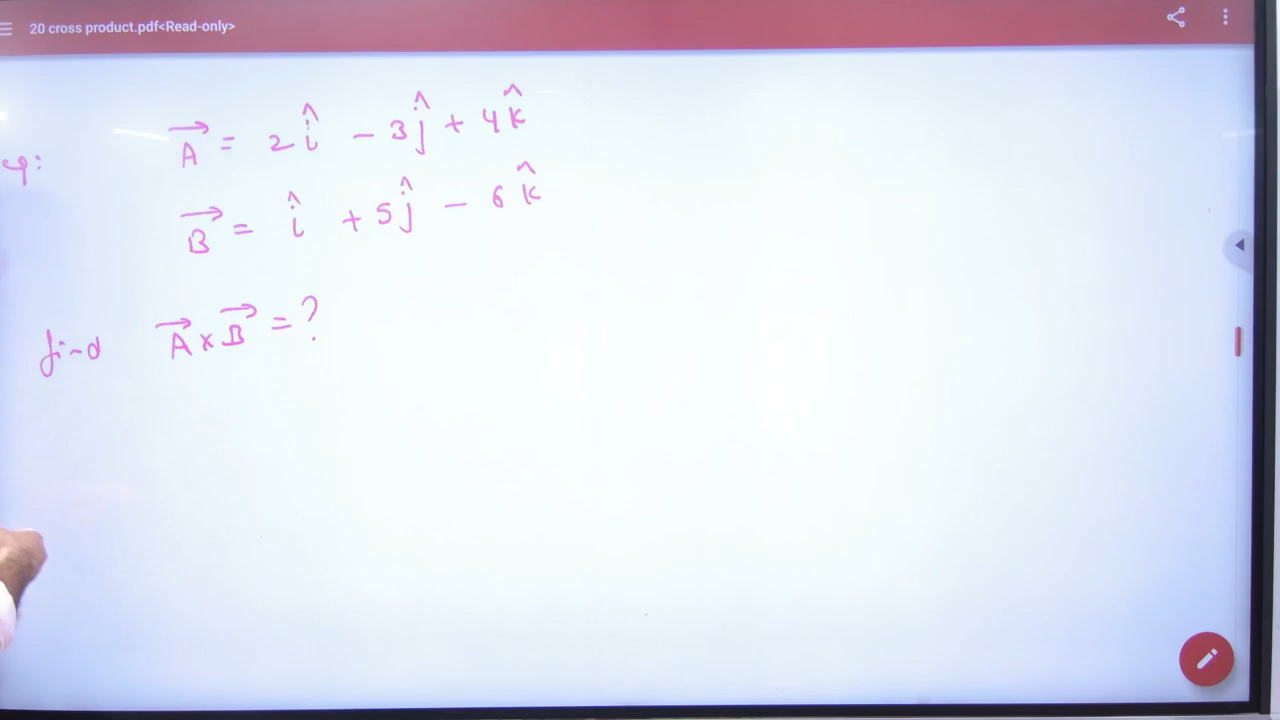 20 cross product.pdf<Read-only>
A⃗ = 2î - 3ĵ + 4k̂
B⃗ = î + 5ĵ - 6k̂
find A⃗ x B⃗ = ?